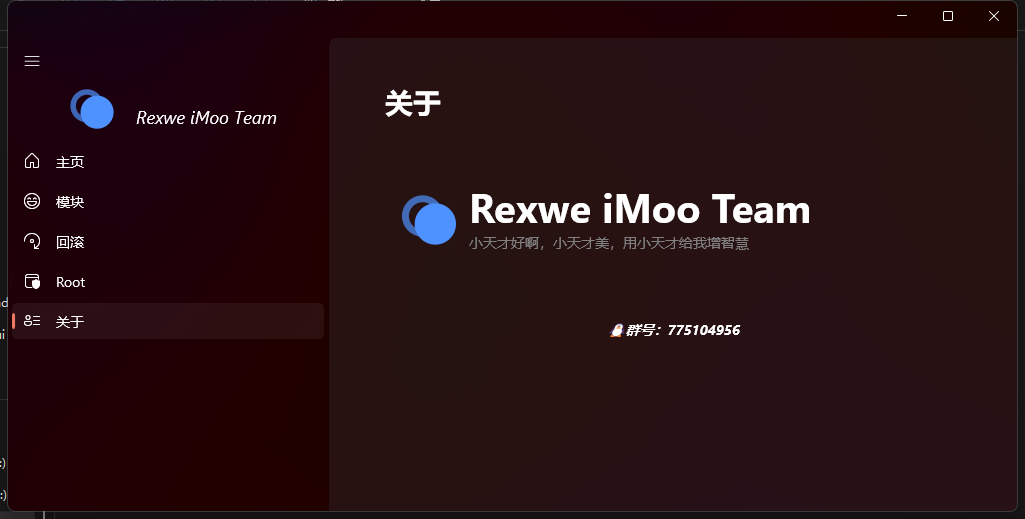 Rexwe iMoo Team
主页
模块
回滚
Root
关于
关于
Rexwe iMoo Team
小天才好啊，小天才美，用小天才给我增智慧
群号：775104956